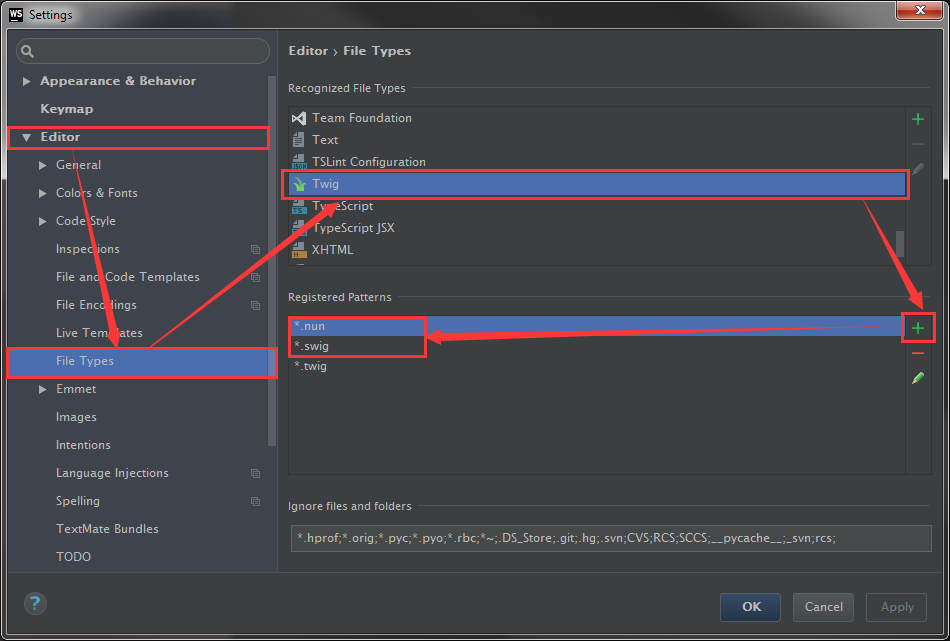 WS Settings
Appearance & Behavior
Keymap
Editor
General
Colors & Fonts
Code Style
Inspections
File and Code Templates
File Encodings
Live Templates
File Types
Emmet
Images
Intentions
Language Injections
Spelling
TextMate Bundles
TODO
Editor › File Types
Recognized File Types
Team Foundation
Text
TSLint Configuration
Twig
TypeScript
TypeScript JSX
XHTML
Registered Patterns
*.nun
*.swig
*.twig
Ignore files and folders
*.hprof;*.orig;*.pyc;*.pyo;*.rbc;*~;.DS_Store;.git;.hg;.svn;CVS;RCS;SCCS;__pycache__;_svn;rcs;
?
OK
Cancel
Apply